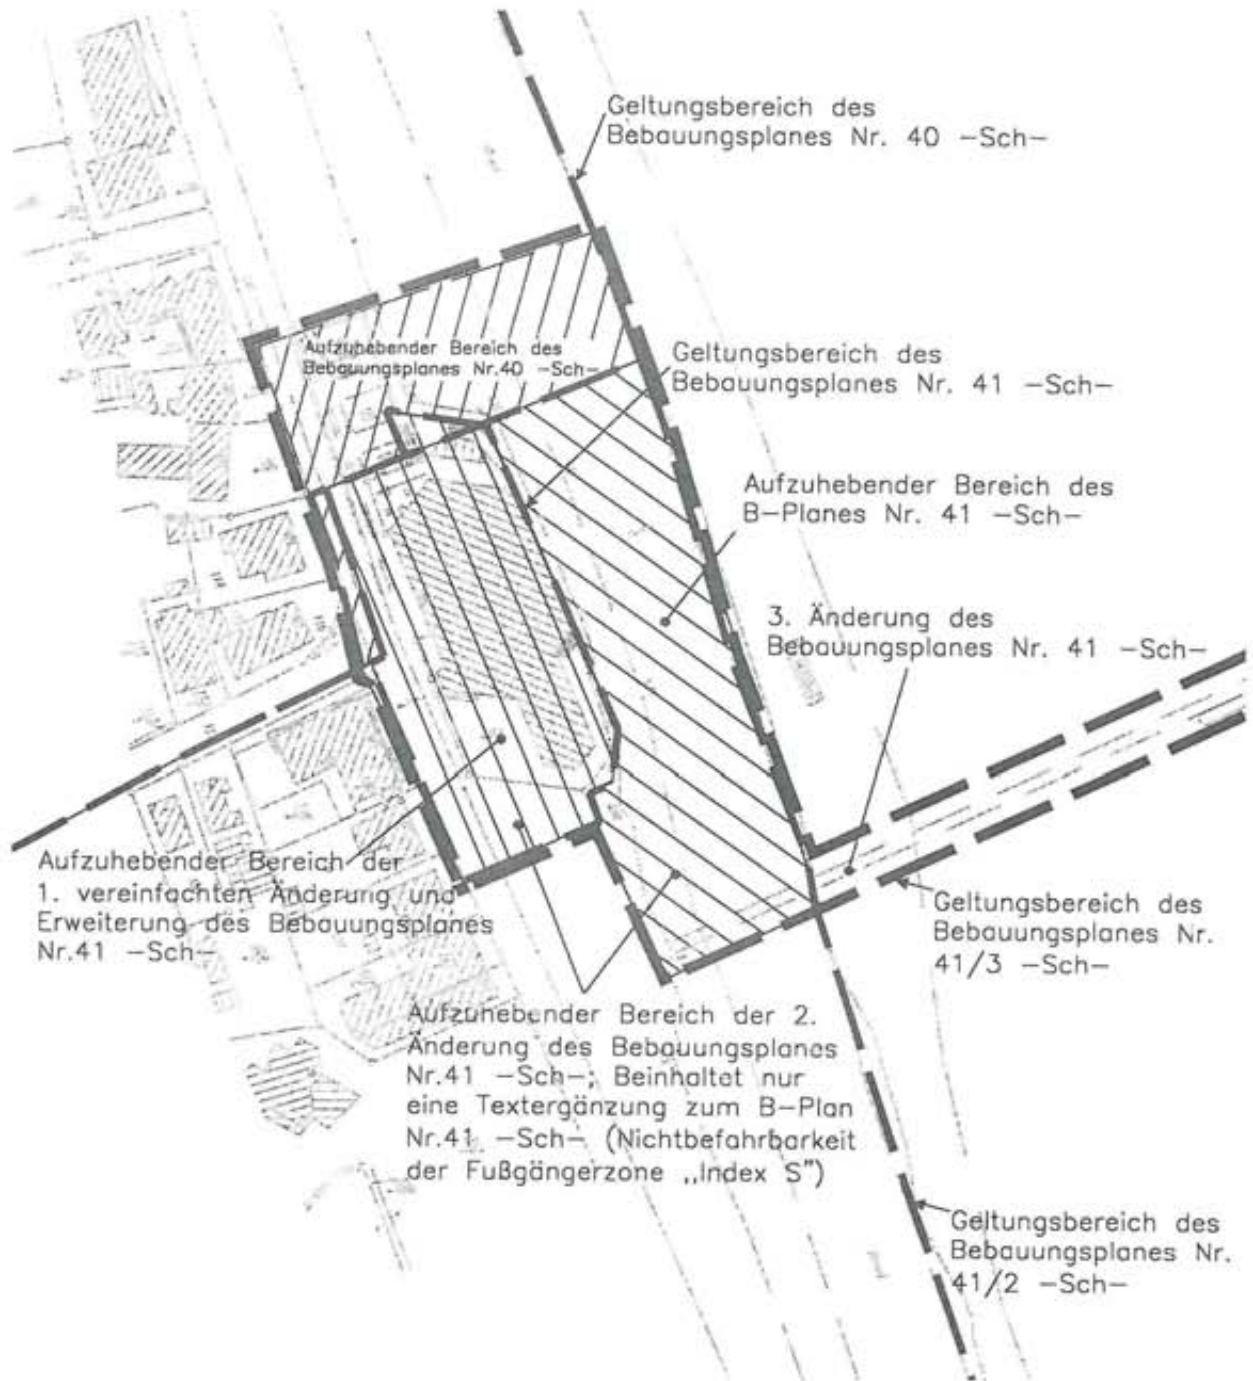 Geltungsbereich des
Bebauungsplanes Nr. 40 –Sch–
Aufzuhebender Bereich des
Bebauungsplanes Nr.40 –Sch–
Geltungsbereich des
Bebauungsplanes Nr. 41 –Sch–
Aufzuhebender Bereich des
B–Planes Nr. 41 –Sch–
3. Änderung des
Bebauungsplanes Nr. 41 –Sch–
Aufzuhebender Bereich der
1. vereinfachten Änderung und
Erweiterung des Bebauungsplanes
Nr.41 –Sch–
Geltungsbereich des
Bebauungsplanes Nr.
41/3 –Sch–
Aufzuhebender Bereich der 2.
Änderung des Bebauungsplanes
Nr.41 –Sch–; Beinhaltet nur
eine Textergänzung zum B–Plan
Nr.41 –Sch– (Nichtbefahrbarkeit
der Fußgängerzone ,,Index S")
Geltungsbereich des
Bebauungsplanes Nr.
41/2 –Sch–